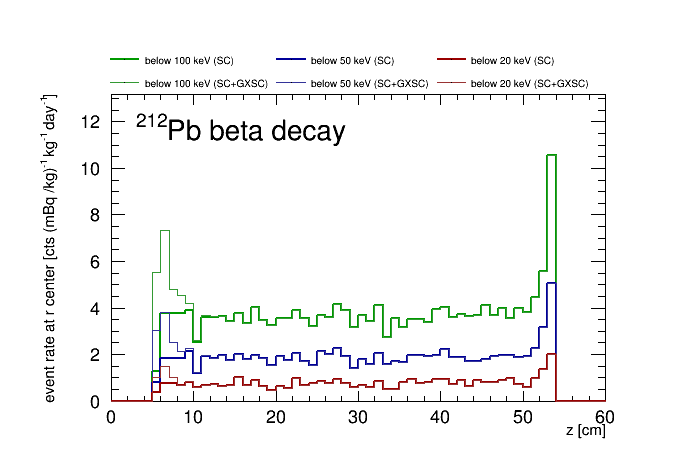 below 100 keV (SC) below 50 keV (SC) below 20 keV (SC)
below 100 keV (SC+GXSC) below 50 keV (SC+GXSC) below 20 keV (SC+GXSC)
²¹²Pb beta decay
event rate at r center [cts (mBq /kg)⁻¹ kg⁻¹ day⁻¹]
12
10
8
6
4
2
0
0 10 20 30 40 50 60
z [cm]